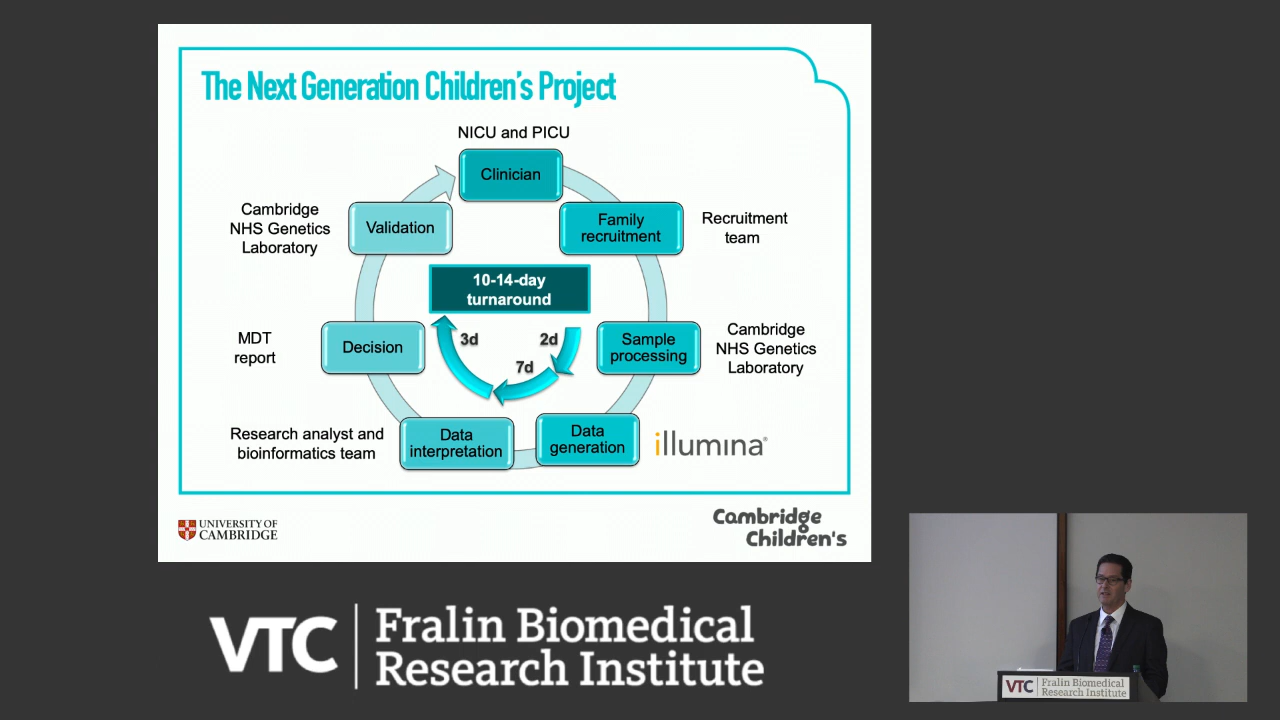 The Next Generation Children's Project
NICU and PICU
Clinician
Family
recruitment
Recruitment
team
Sample
processing
Cambridge
NHS Genetics
Laboratory
Data
generation
illumina®
Data
interpretation
Research analyst and
bioinformatics team
Decision
MDT
report
Validation
Cambridge
NHS Genetics
Laboratory
10-14-day
turnaround
2d
7d
3d
UNIVERSITY OF
CAMBRIDGE
Cambridge
Children's
VTC
Fralin Biomedical
Research Institute
VTC
Fralin Biomedical
Research Institute